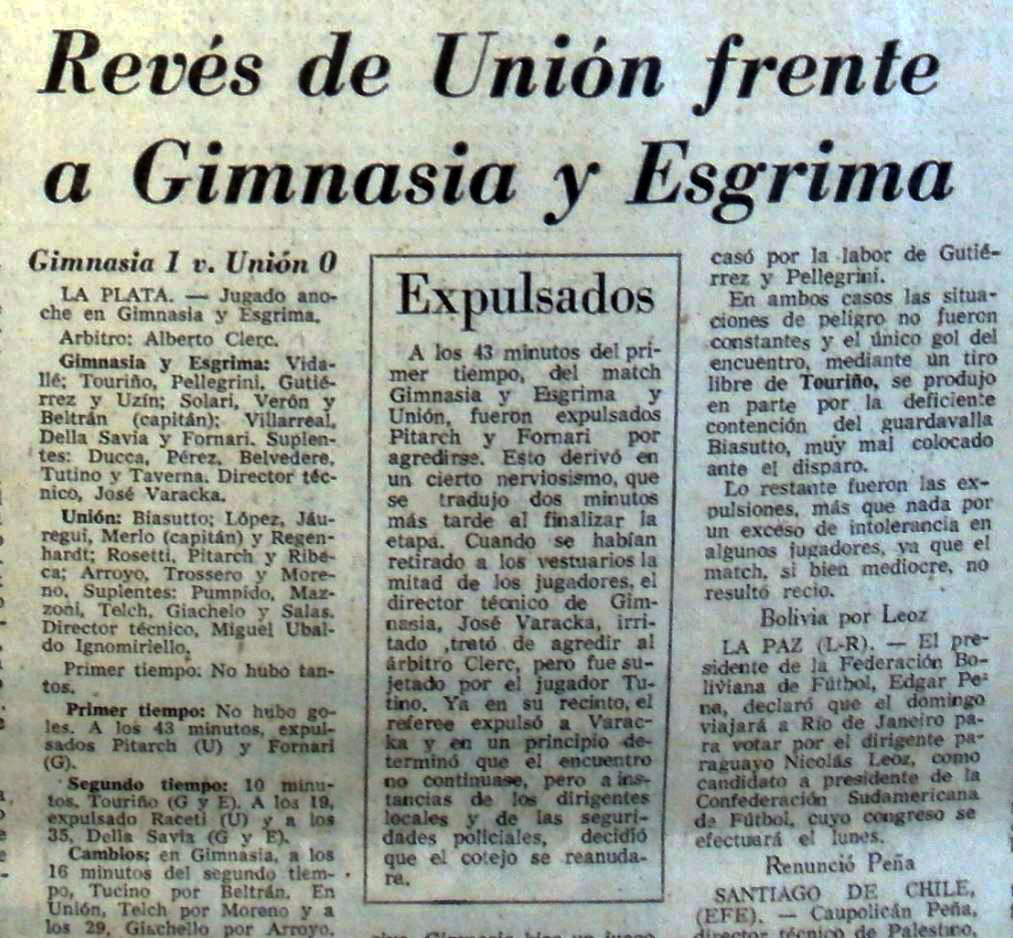 Revés de Unión frente
a Gimnasia y Esgrima
Gimnasia 1 v. Unión 0
LA PLATA. — Jugado ano-
che en Gimnasia y Esgrima.
Arbitro: Alberto Clerc.
Gimnasia y Esgrima: Vida-
llé; Touriño, Pellegrini, Gutié-
rrez y Uzín; Solari, Verón y
Beltrán (capitán); Villarreal,
Della Savia y Fornari. Suplen-
tes: Ducca, Pérez, Belvedere,
Tutino y Taverna. Director téc-
nico, José Varacka.
Unión: Biasutto; López, Jáu-
regui, Merlo (capitán) y Regen-
hardt; Rosetti, Pitarch y Ribe-
ca; Arroyo, Trossero y More-
no. Suplentes: Pumpido, Maz-
zoni, Telch, Giachelo y Salas.
Director técnico, Miguel Ubal-
do Ignomiriello.
Primer tiempo: No hubo tan-
tos.
Primer tiempo: No hubo go-
les. A los 43 minutos, expul-
sados Pitarch (U) y Fornari
(G).
Segundo tiempo: 10 minu-
tos, Touriño (G y E). A los 19,
expulsado Raceti (U) y a los
35, Della Savia (G y E).
Cambios: en Gimnasia, a los
16 minutos del segundo tiem-
po, Tucino por Beltrán. En
Unión, Telch por Moreno y a
los 29, Giachello por Arroyo.
Expulsados
A los 43 minutos del pri-
mer tiempo, del match
Gimnasia y Esgrima y
Unión, fueron expulsados
Pitarch y Fornari por
agredirse. Esto derivó en
un cierto nerviosismo, que
se tradujo dos minutos
más tarde al finalizar la
etapa. Cuando se habían
retirado a los vestuarios la
mitad de los jugadores, el
director técnico de Gim-
nasia, José Varacka, irri-
tado ,trató de agredir al
árbitro Clerc, pero fue su-
jetado por el jugador Tu-
tino. Ya en su recinto, el
referee expulsó a Varac-
ka y en un principio de-
terminó que el encuentro
no continuase, pero a ins-
tancias de los dirigentes
locales y de las seguri-
dades policiales, decidió
que el cotejo se reanuda-
re.
casó por la labor de Gutié-
rrez y Pellegrini.
En ambos casos las situa-
ciones de peligro no fueron
constantes y el único gol del
encuentro, mediante un tiro
libre de Touriño, se produjo
en parte por la deficiente
contención del guardavalla
Biasutto, muy mal colocado
ante el disparo.
Lo restante fueron las ex-
pulsiones, más que nada por
un exceso de intolerancia en
algunos jugadores, ya que el
match, si bien mediocre, no
resultó recio.
Bolivia por Leoz
LA PAZ (L-R). — El pre-
sidente de la Federación Bo-
liviana de Fútbol, Edgar Pe-
ña, declaró que el domingo
viajará a Río de Janeiro pa-
ra votar por el dirigente pa-
raguayo Nicolás Leoz, como
candidato a presidente de la
Confederación Sudamericana
de Fútbol, cuyo congreso se
efectuará el lunes.
Renunció Peña
SANTIAGO DE CHILE,
(EFE). — Caupolicán Peña,
director técnico de Palestino,